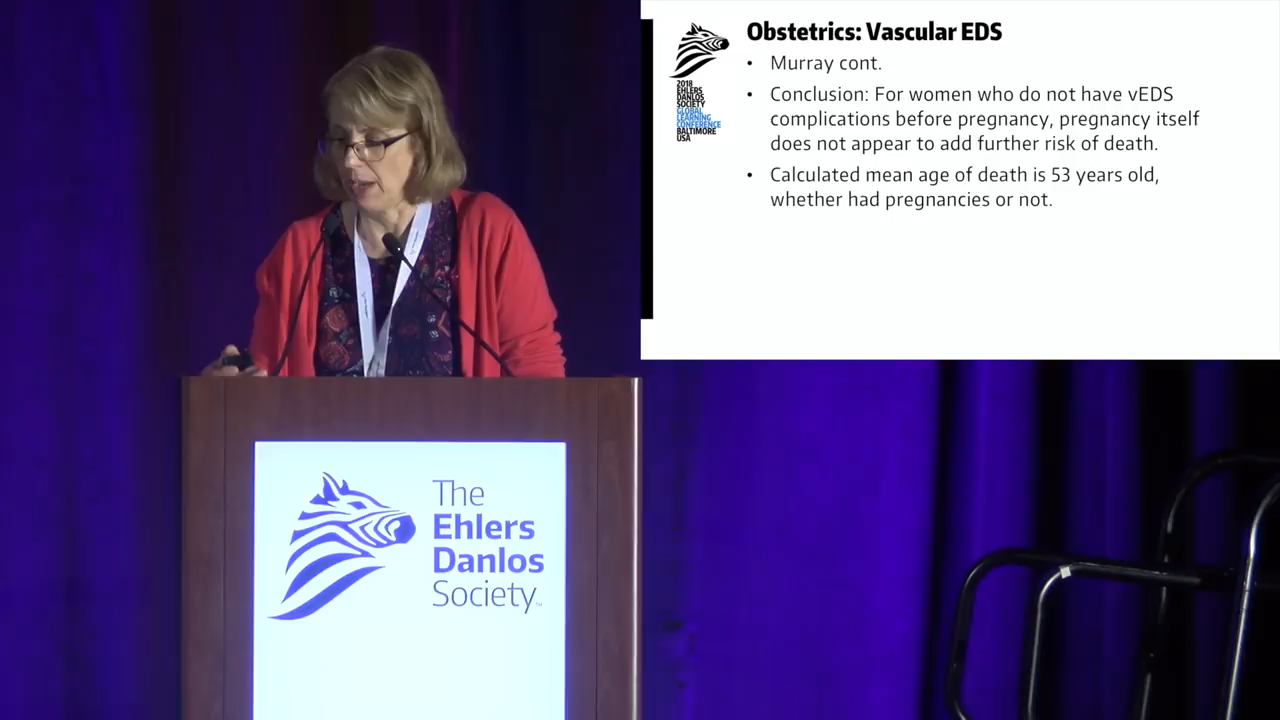 Obstetrics: Vascular EDS
• Murray cont.
• Conclusion: For women who do not have vEDS
complications before pregnancy, pregnancy itself
does not appear to add further risk of death.
• Calculated mean age of death is 53 years old,
whether had pregnancies or not.
2018
EHLERS
DANLOS
SOCIETY
GLOBAL
LEARNING
CONFERENCE
BALTIMORE
USA
The
Ehlers
Danlos
Society™